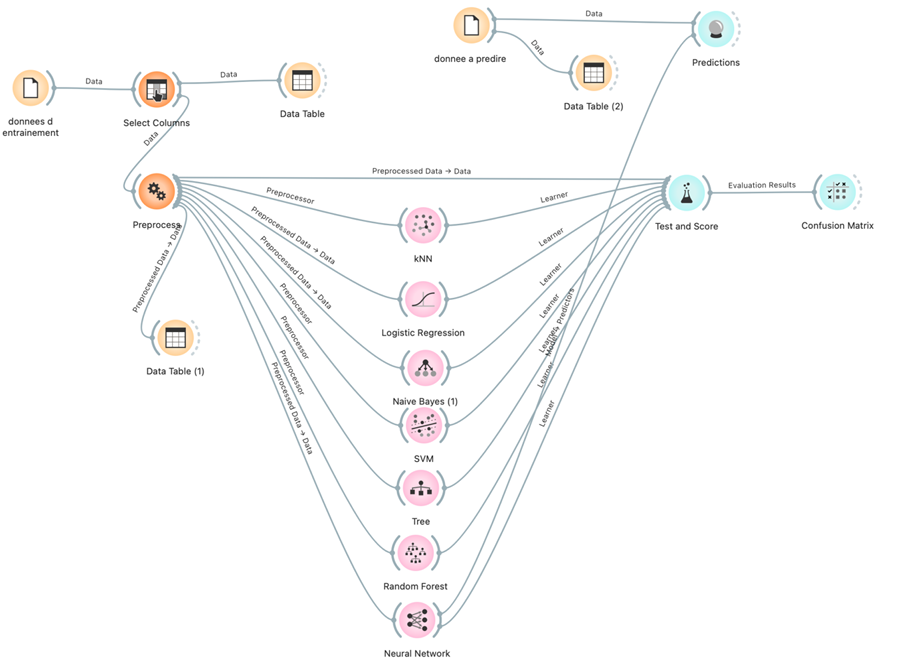 Data
donnee a predire
Data
Predictions
Data Table (2)
donnees d
entrainement
Data
Select Columns
Data
Data Table
Data
Preprocess
Preprocessed Data → Data
Test and Score
Evaluation Results
Confusion Matrix
Preprocessor
kNN
Learner
Preprocessed Data → Data
Logistic Regression
Learner
Preprocessed Data → Data
Naive Bayes (1)
Learner
Preprocessor
SVM
Learner
Preprocessor
Tree
Learner
Preprocessor
Random Forest
Learner
Preprocessed Data → Data
Neural Network
Learner
Model → Predictors
Preprocessed Data → Data
Data Table (1)